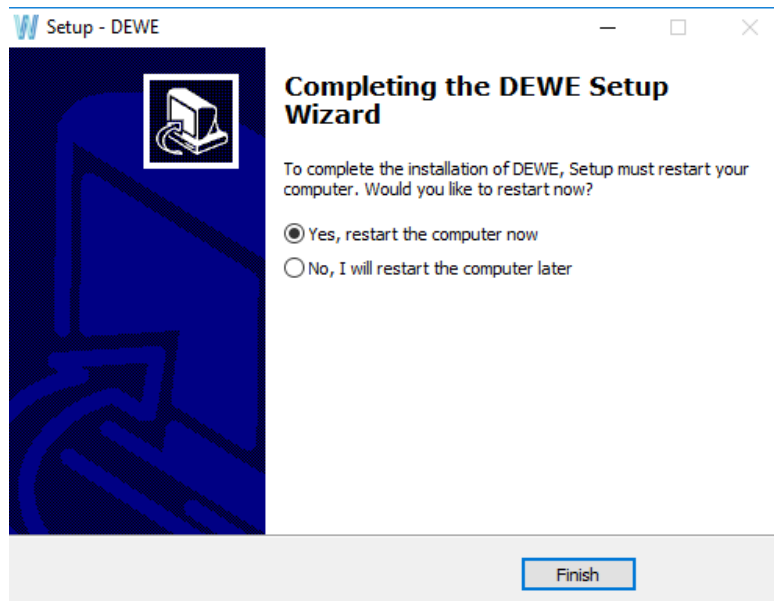 Setup - DEWE
Completing the DEWE Setup
Wizard
To complete the installation of DEWE, Setup must restart your
computer. Would you like to restart now?
Yes, restart the computer now
No, I will restart the computer later
Finish